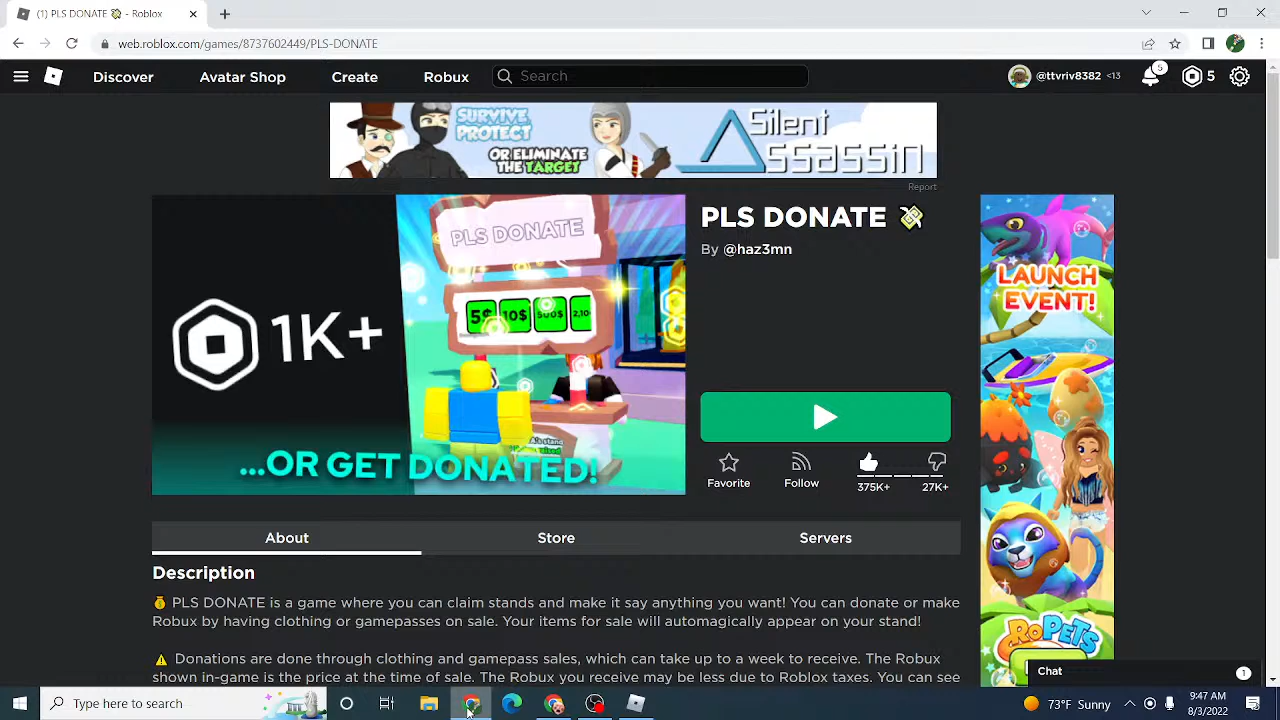 (1) PLS DONATE 💸 - Roblox
web.roblox.com/games/8737602449/PLS-DONATE
Discover Avatar Shop Create Robux Search @ttvriv8382 <13 5 5
SURVIVE
PROTECT
OR ELIMINATE
THE TARGET
Silent
Assassin
Report
PLS DONATE
5$ 10$ 500$ 2,10
1K+
...OR GET DONATED!
PLS DONATE 💸
By @haz3mn
Favorite Follow 375K+ 27K+
LAUNCH
EVENT!
ROPETS
About Store Servers
Description
💰 PLS DONATE is a game where you can claim stands and make it say anything you want! You can donate or make
Robux by having clothing or gamepasses on sale. Your items for sale will automagically appear on your stand!
⚠️ Donations are done through clothing and gamepass sales, which can take up to a week to receive. The Robux
shown in-game is the price at the time of sale. The Robux you receive may be less due to Roblox taxes. You can see
Chat 1
Type here to search
73°F Sunny
9:47 AM
8/3/2022